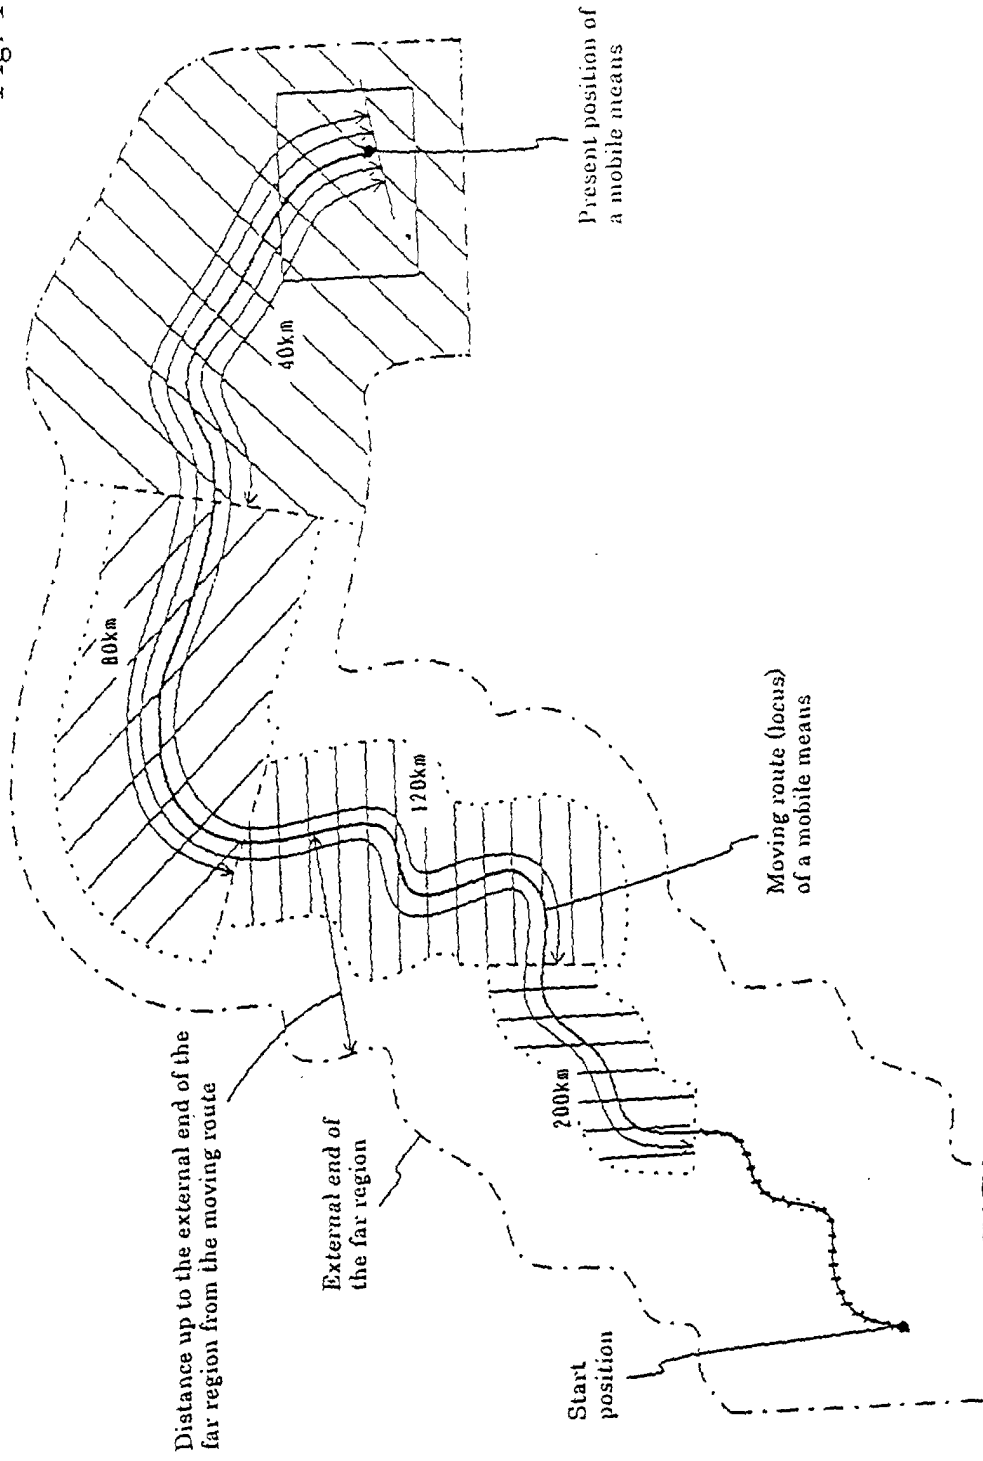 Present position of
a mobile means
40km
80km
120km
Moving route (locus)
of a mobile means
200km
Distance up to the external end of the
far region from the moving route
External end of
the far region
Start
position